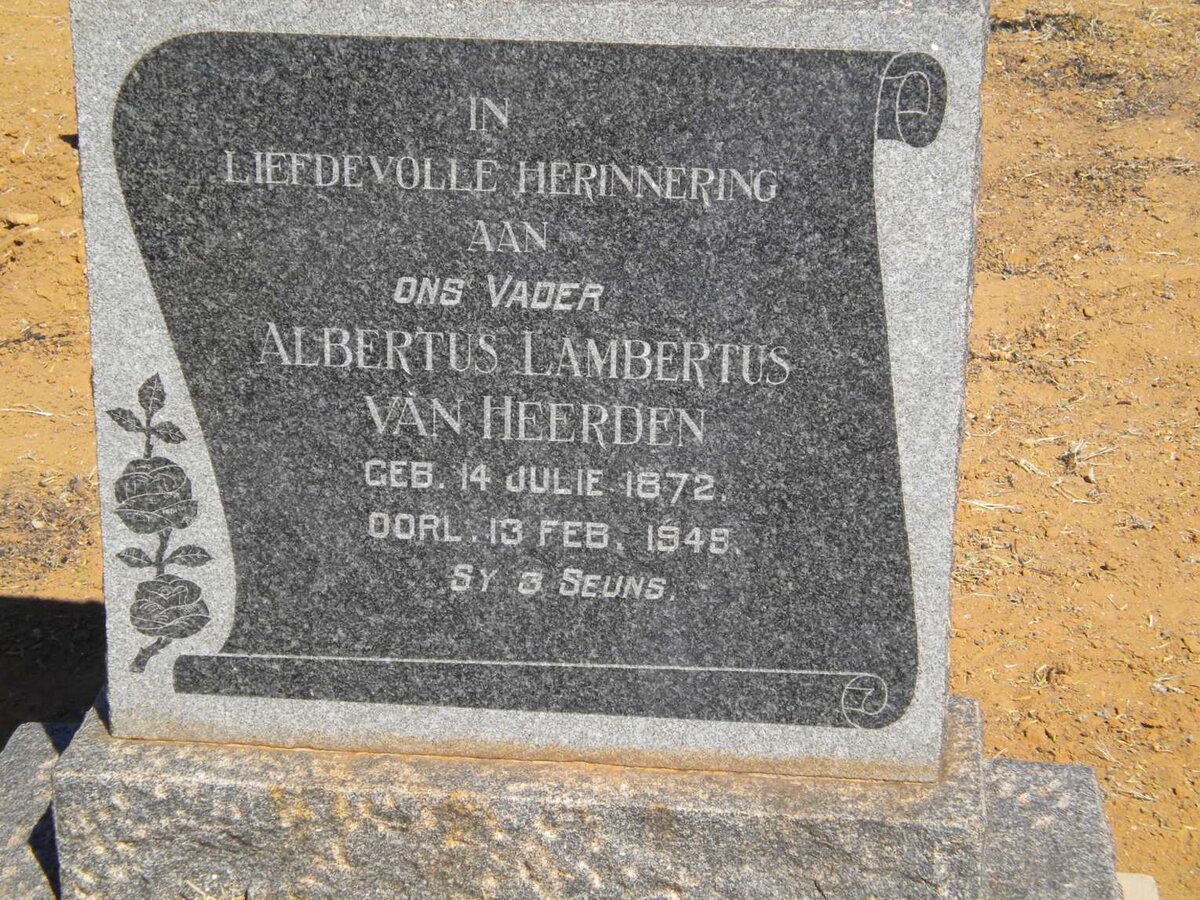 IN
LIEFDEVOLLE HERINNERING
AAN
ONS VADER
ALBERTUS LAMBERTUS
VAN HEERDEN
GEB. 14 JULIE 1872.
OORL. 13 FEB. 1949.
SY 3 SEUNS.